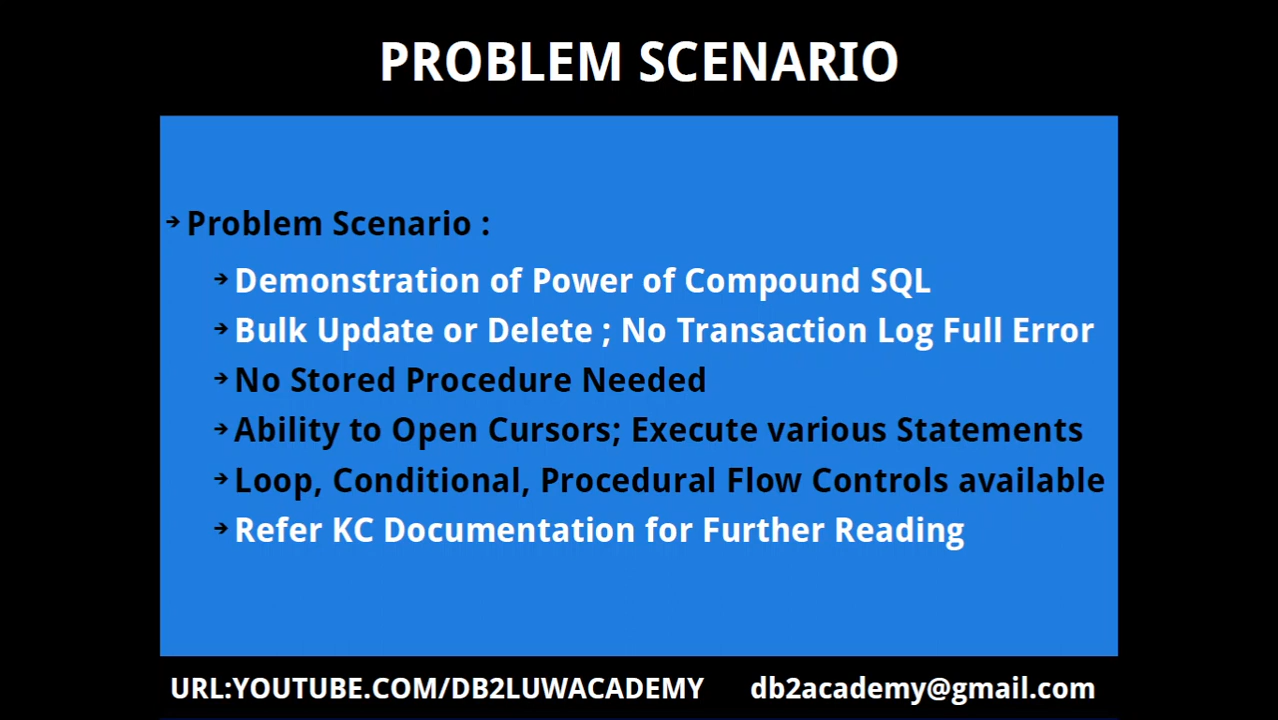 PROBLEM SCENARIO
→ Problem Scenario :
→ Demonstration of Power of Compound SQL
→ Bulk Update or Delete ; No Transaction Log Full Error
→ No Stored Procedure Needed
→ Ability to Open Cursors; Execute various Statements
→ Loop, Conditional, Procedural Flow Controls available
→ Refer KC Documentation for Further Reading
URL:YOUTUBE.COM/DB2LUWACADEMY db2academy@gmail.com